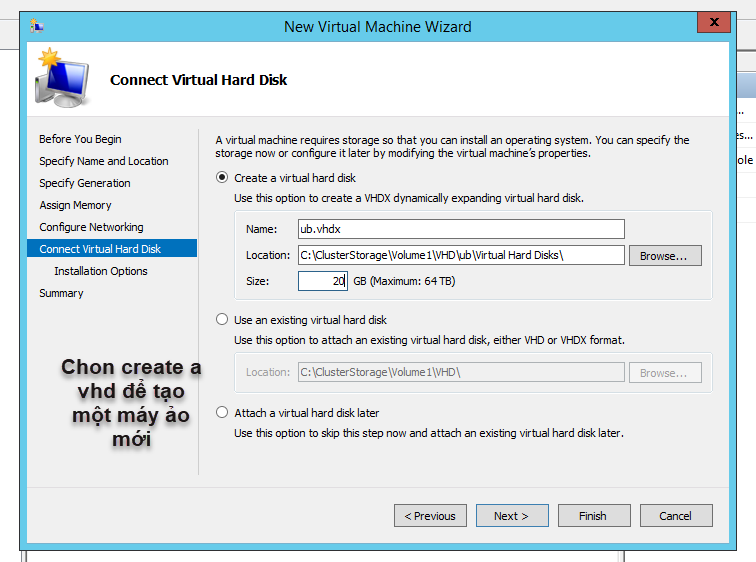 New Virtual Machine Wizard
X
Connect Virtual Hard Disk
Before You Begin
Specify Name and Location
Specify Generation
Assign Memory
Configure Networking
Connect Virtual Hard Disk
Installation Options
Summary
A virtual machine requires storage so that you can install an operating system. You can specify the
storage now or configure it later by modifying the virtual machine's properties.
Create a virtual hard disk
Use this option to create a VHDX dynamically expanding virtual hard disk.
Name: ub.vhdx
Location: C:\ClusterStorage\Volume1\VHD\ub\Virtual Hard Disks\ Browse...
Size: 20 GB (Maximum: 64 TB)
Use an existing virtual hard disk
Use this option to attach an existing virtual hard disk, either VHD or VHDX format.
Location: C:\ClusterStorage\Volume1\VHD\ Browse...
Attach a virtual hard disk later
Use this option to skip this step now and attach an existing virtual hard disk later.
Chon create a
vhd để tạo
một máy ảo
mới
< Previous Next > Finish Cancel